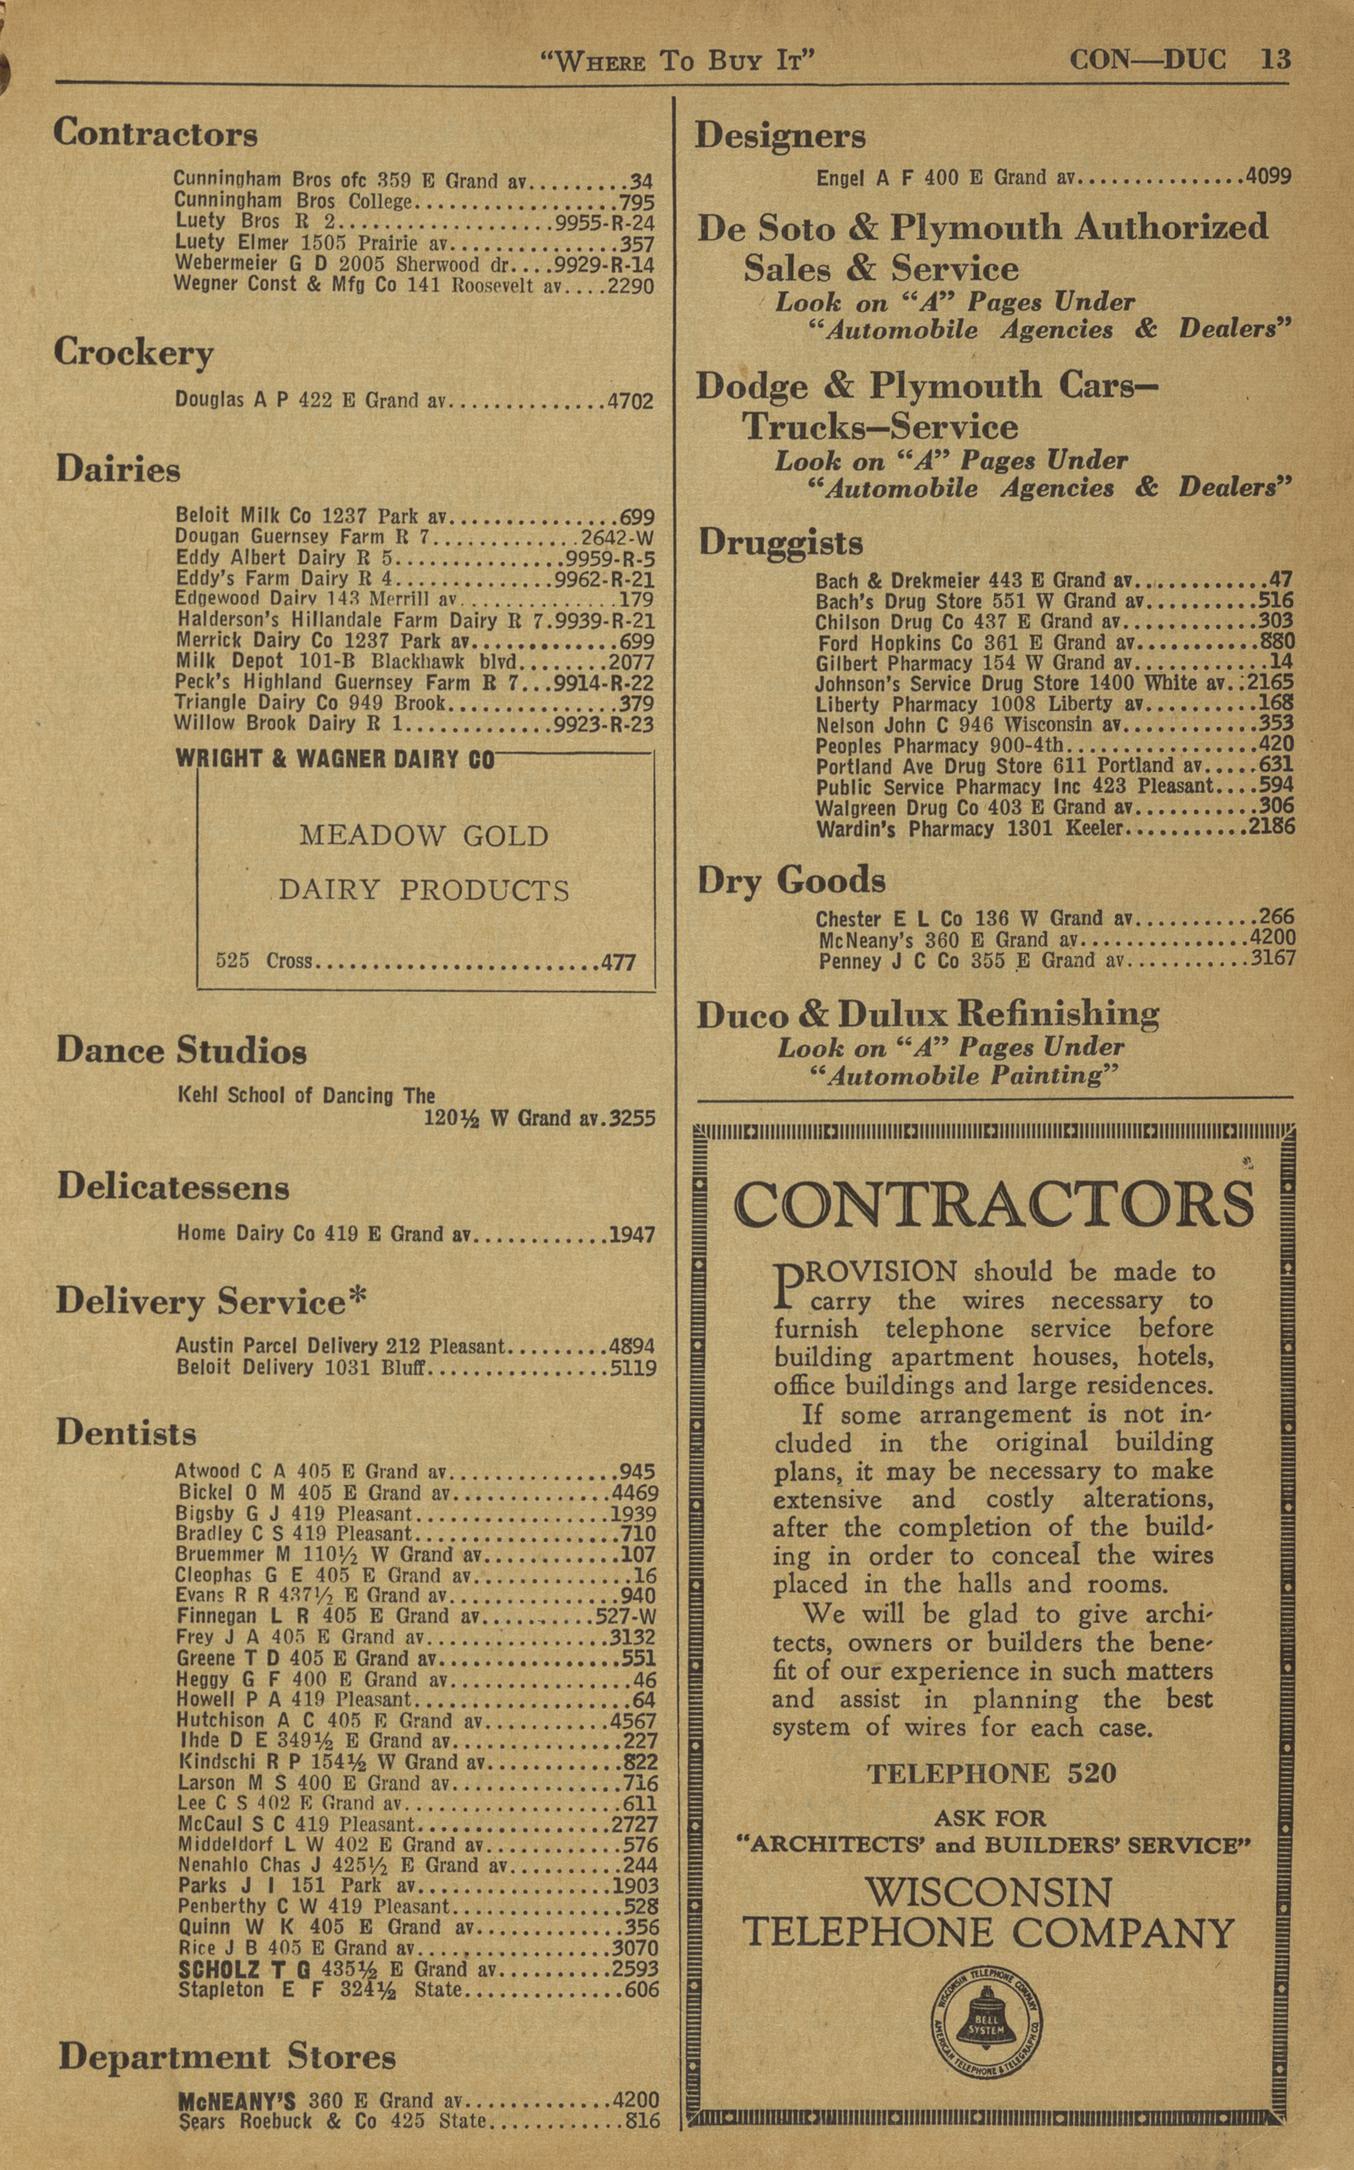 "WHERE TO BUY IT" CON—DUC 13
Contractors
Cunningham Bros ofc 359 E Grand av.........34
Cunningham Bros College..................795
Luety Bros R 2...................9955-R-24
Luety Elmer 1505 Prairie av...............357
Webermeier G D 2005 Sherwood dr....9929-R-14
Wegner Const & Mfg Co 141 Roosevelt av....2290
Crockery
Douglas A P 422 E Grand av..............4702
Dairies
Beloit Milk Co 1237 Park av...............699
Dougan Guernsey Farm R 7.............2642-W
Eddy Albert Dairy R 5...............9959-R-5
Eddy's Farm Dairy R 4..............9962-R-21
Edgewood Dairy 143 Merrill av..............179
Halderson's Hillandale Farm Dairy R 7.9939-R-21
Merrick Dairy Co 1237 Park av.............699
Milk Depot 101-B Blackhawk blvd........2077
Peck's Highland Guernsey Farm R 7...9914-R-22
Triangle Dairy Co 949 Brook...............379
Willow Brook Dairy R 1.............9923-R-23
WRIGHT & WAGNER DAIRY CO
MEADOW GOLD
DAIRY PRODUCTS
525 Cross.........................477
Dance Studios
Kehl School of Dancing The
120½ W Grand av.3255
Delicatessens
Home Dairy Co 419 E Grand av............1947
Delivery Service*
Austin Parcel Delivery 212 Pleasant.........4894
Beloit Delivery 1031 Bluff................5119
Dentists
Atwood C A 405 E Grand av...............945
Bickel O M 405 E Grand av..............4469
Bigsby G J 419 Pleasant.................1939
Bradley C S 419 Pleasant..................710
Bruemmer M 110½ W Grand av............107
Cleophas G E 405 E Grand av..............16
Evans R R 437½ E Grand av...............940
Finnegan L R 405 E Grand av..........527-W
Frey J A 405 E Grand av................3132
Greene T D 405 E Grand av................551
Heggy G F 400 E Grand av................46
Howell P A 419 Pleasant...................64
Hutchison A C 405 E Grand av...........4567
Ihde D E 349½ E Grand av...............227
Kindschi R P 154½ W Grand av............822
Larson M S 400 E Grand av...............716
Lee C S 402 E Grand av...................611
McCaul S C 419 Pleasant.................2727
Middeldorf L W 402 E Grand av............576
Nenahlo Chas J 425½ E Grand av..........244
Parks J I 151 Park av.................1903
Penberthy C W 419 Pleasant...............528
Quinn W K 405 E Grand av.............356
Rice J B 405 E Grand av.................3070
SCHOLZ T G 435½ E Grand av..........2593
Stapleton E F 324½ State..............606
Department Stores
McNEANY'S 360 E Grand av.............4200
Sears Roebuck & Co 425 State............816
Designers
Engel A F 400 E Grand av...............4099
De Soto & Plymouth Authorized
Sales & Service
Look on "A" Pages Under
"Automobile Agencies & Dealers"
Dodge & Plymouth Cars—
Trucks—Service
Look on "A" Pages Under
"Automobile Agencies & Dealers"
Druggists
Bach & Drekmeier 443 E Grand av............47
Bach's Drug Store 551 W Grand av..........516
Chilson Drug Co 437 E Grand av............303
Ford Hopkins Co 361 E Grand av...........880
Gilbert Pharmacy 154 W Grand av............14
Johnson's Service Drug Store 1400 White av..2165
Liberty Pharmacy 1008 Liberty av..........168
Nelson John C 946 Wisconsin av............353
Peoples Pharmacy 900-4th.................420
Portland Ave Drug Store 611 Portland av.....631
Public Service Pharmacy Inc 423 Pleasant....594
Walgreen Drug Co 403 E Grand av...........306
Wardin's Pharmacy 1301 Keeler...........2186
Dry Goods
Chester E L Co 136 W Grand av...........266
McNeany's 360 E Grand av...............4200
Penney J C Co 355 E Grand av...........3167
Duco & Dulux Refinishing
Look on "A" Pages Under
"Automobile Painting"
CONTRACTORS
PROVISION should be made to
carry the wires necessary to
furnish telephone service before
building apartment houses, hotels,
office buildings and large residences.
If some arrangement is not in-
cluded in the original building
plans, it may be necessary to make
extensive and costly alterations,
after the completion of the build-
ing in order to conceal the wires
placed in the halls and rooms.
We will be glad to give archi-
tects, owners or builders the bene-
fit of our experience in such matters
and assist in planning the best
system of wires for each case.
TELEPHONE 520
ASK FOR
"ARCHITECTS' and BUILDERS' SERVICE"
WISCONSIN
TELEPHONE COMPANY
WISCONSIN TELEPHONE COMPANY
BELL
SYSTEM
AMERICAN TELEPHONE & TELEGRAPH CO.